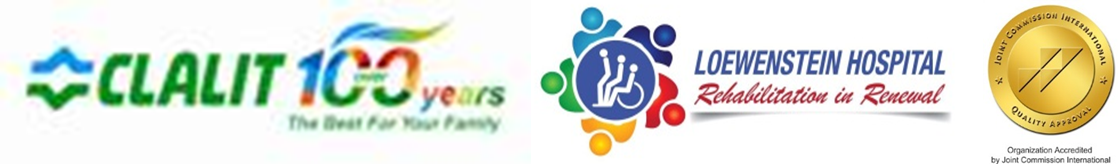 CLALIT 100 over years
The Best For Your Family
LOEWENSTEIN HOSPITAL
Rehabilitation in Renewal
JOINT COMMISSION INTERNATIONAL
QUALITY APPROVAL
Organization Accredited
by Joint Commission International